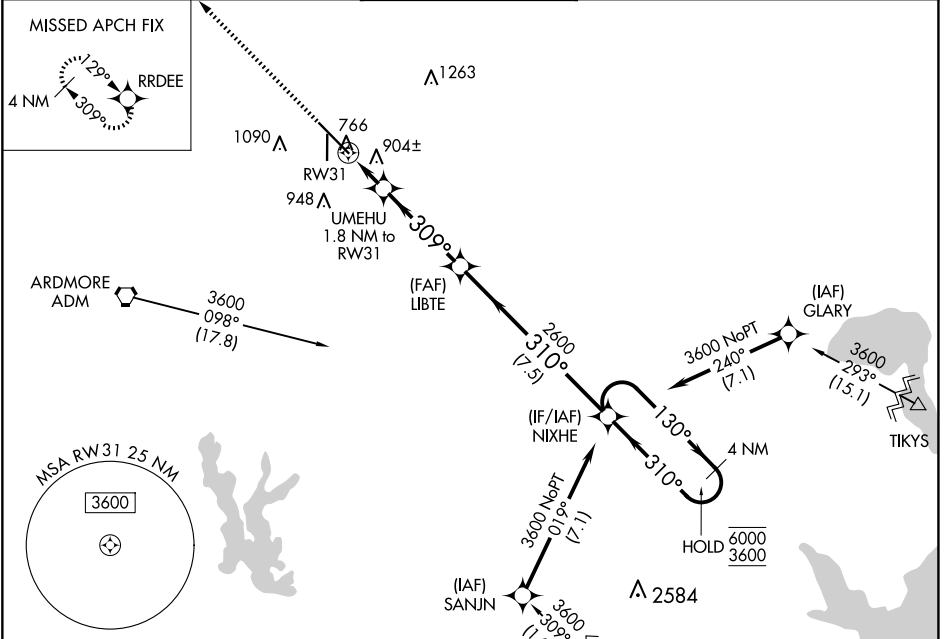 MISSED APCH FIX
129°
RRDEE
4 NM
309°
1263
1090
766
904±
RW31
948
UMEHU
1.8 NM to
RW31
309°
ARDMORE
ADM
3600
098°
(17.8)
(FAF)
LIBTE
2600
310°
(7.5)
(IAF)
GLARY
3600 NoPT
240°
(7.1)
3600
293°
(15.1)
TIKYS
(IF/IAF)
NIXHE
130°
4 NM
310°
HOLD
6000
3600
MSA RW31 25 NM
3600
3600 NoPT
019°
(7.1)
(IAF)
SANJN
2584
3600
309°